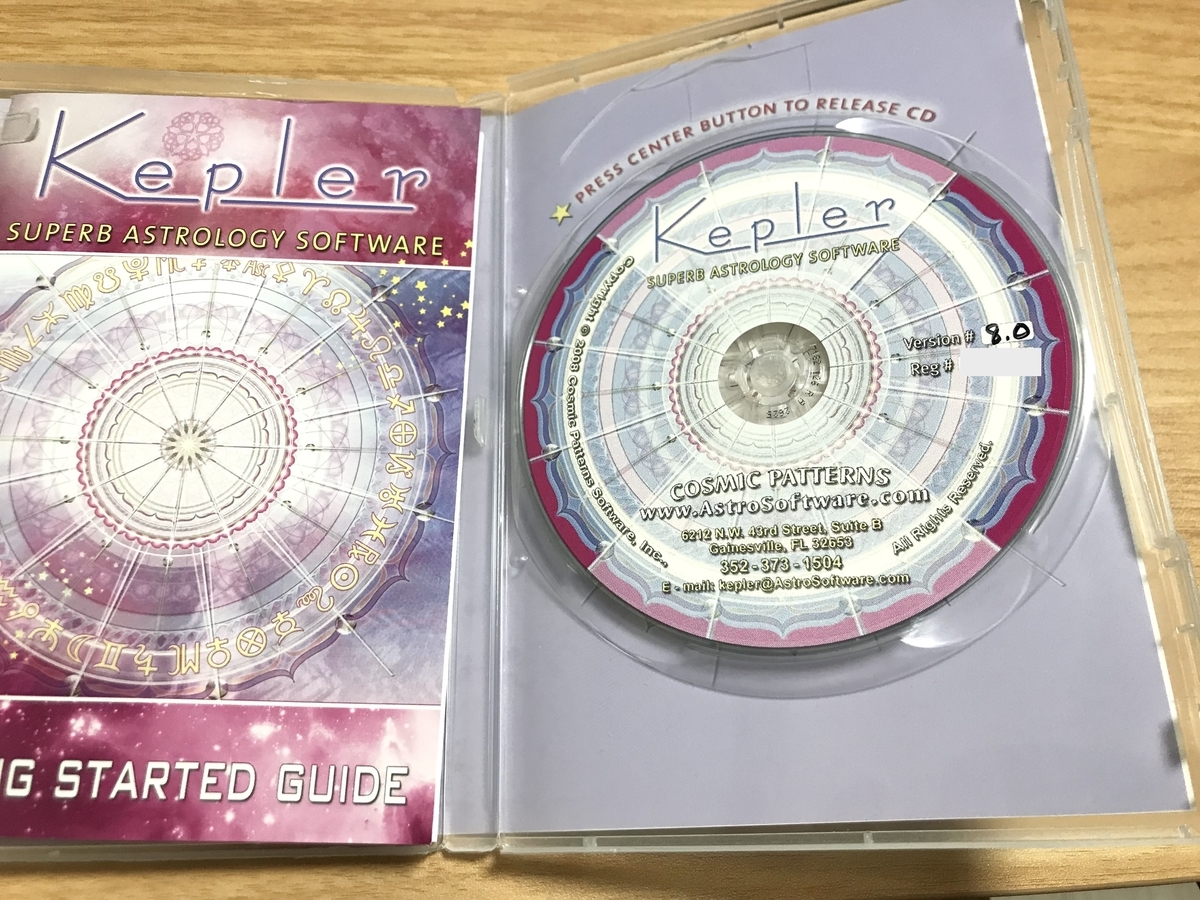 Kepler
SUPERB ASTROLOGY SOFTWARE
G STARTED GUIDE
PRESS CENTER BUTTON TO RELEASE CD
Kepler
SUPERB ASTROLOGY SOFTWARE
Version # 8.0
Reg #
Copyright © 2008 Cosmic Patterns Software, Inc.,
All Rights Reserved.
COSMIC PATTERNS
www.AstroSoftware.com
6212 N.W. 43rd Street, Suite B
Gainesville, FL 32653
352-373-1504
E - mail: kepler@AstroSoftware.com